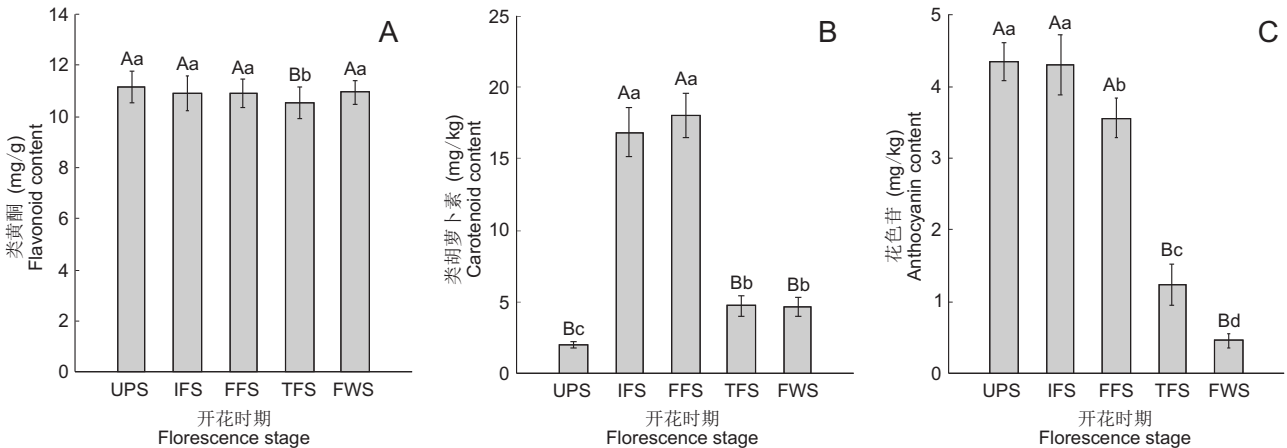 A
14
12
10
8
6
4
2
0
类黄酮 (mg/g)
Flavonoid content
Aa
Aa
Aa
Bb
Aa
UPS IFS FFS TFS FWS
开花时期
Florescence stage
B
25
20
15
10
5
0
类胡萝卜素 (mg/kg)
Carotenoid content
Bc
Aa
Aa
Bb
Bb
UPS IFS FFS TFS FWS
开花时期
Florescence stage
C
5
4
3
2
1
0
花色苷 (mg/kg)
Anthocyanin content
Aa
Aa
Ab
Bc
Bd
UPS IFS FFS TFS FWS
开花时期
Florescence stage